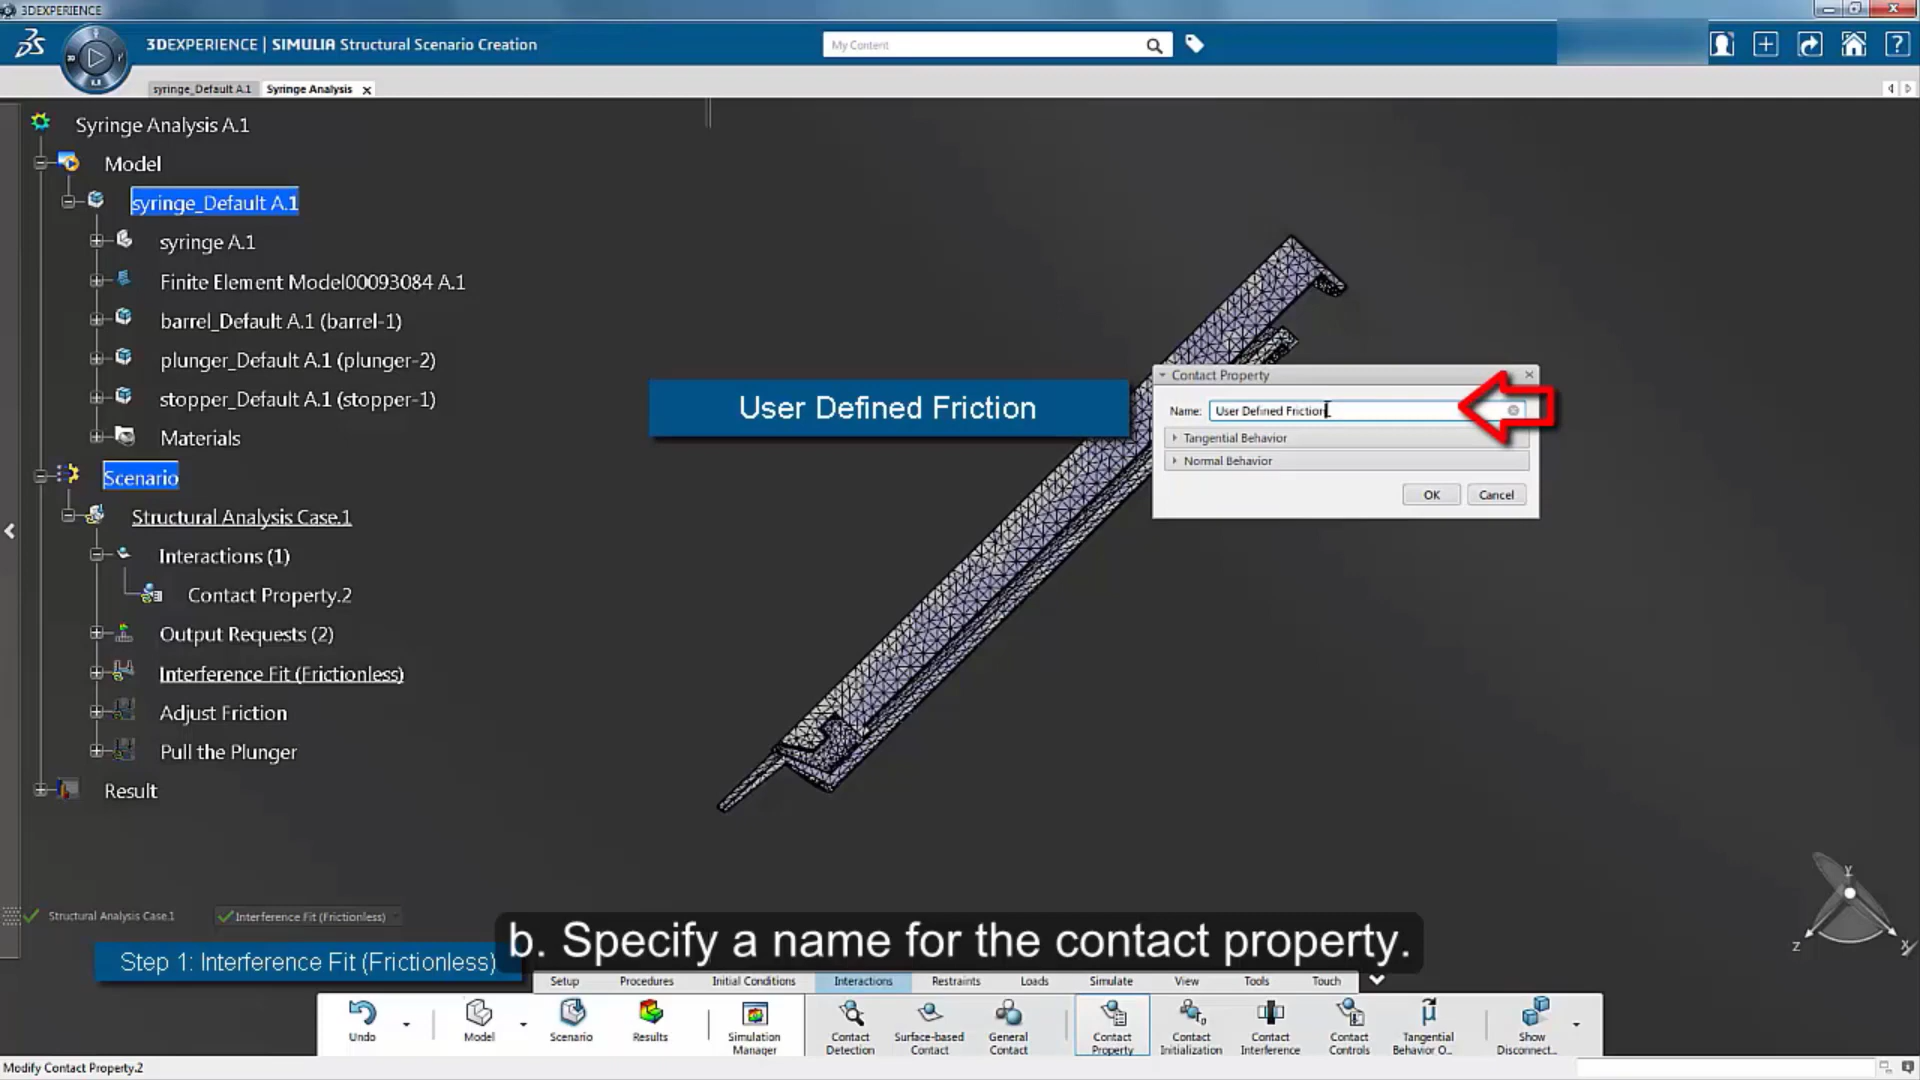 3DEXPERIENCE
3DEXPERIENCE | SIMULIA Structural Scenario Creation
My Content
syringe_Default A.1
Syringe Analysis
Syringe Analysis A.1
Model
syringe_Default A.1
syringe A.1
Finite Element Model00093084 A.1
barrel_Default A.1 (barrel-1)
plunger_Default A.1 (plunger-2)
stopper_Default A.1 (stopper-1)
Materials
Scenario
Structural Analysis Case.1
Interactions (1)
Contact Property.2
Output Requests (2)
Interference Fit (Frictionless)
Adjust Friction
Pull the Plunger
Result
User Defined Friction
Contact Property
Name: User Defined Friction
Tangential Behavior
Normal Behavior
OK Cancel
Y
Z X
Structural Analysis Case.1 Interference Fit (Frictionless)
Step 1: Interference Fit (Frictionless)
b. Specify a name for the contact property.
Setup Procedures Initial Conditions Interactions Restraints Loads Simulate View Tools Touch
Undo
Model
Scenario
Results
Simulation Manager
Contact Detection
Surface-based Contact
General Contact
Contact Property
Contact Initialization
Contact Interference
Contact Controls
Tangential Behavior O...
Show Disconnect...
Modify Contact Property.2